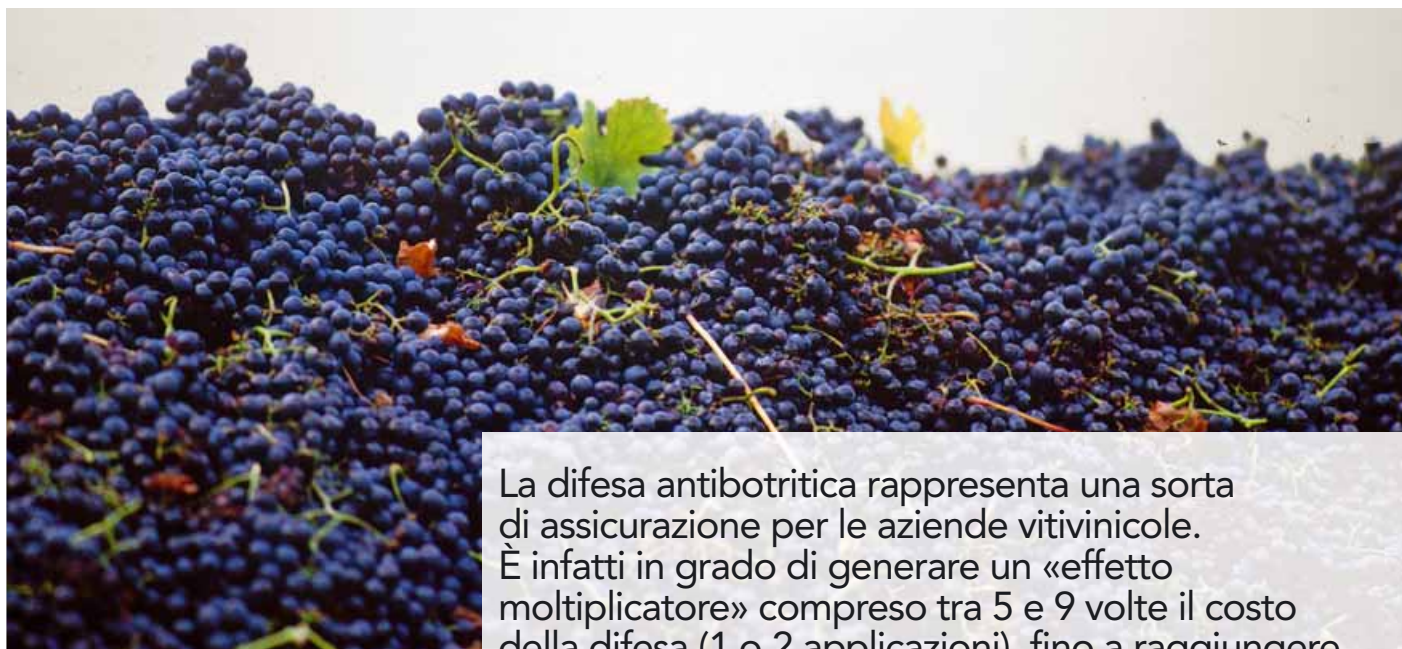 La difesa antibotritica rappresenta una sorta
di assicurazione per le aziende vitivinicole.
È infatti in grado di generare un «effetto
moltiplicatore» compreso tra 5 e 9 volte il costo
della difesa (1 o 2 applicazioni), fino a raggiungere